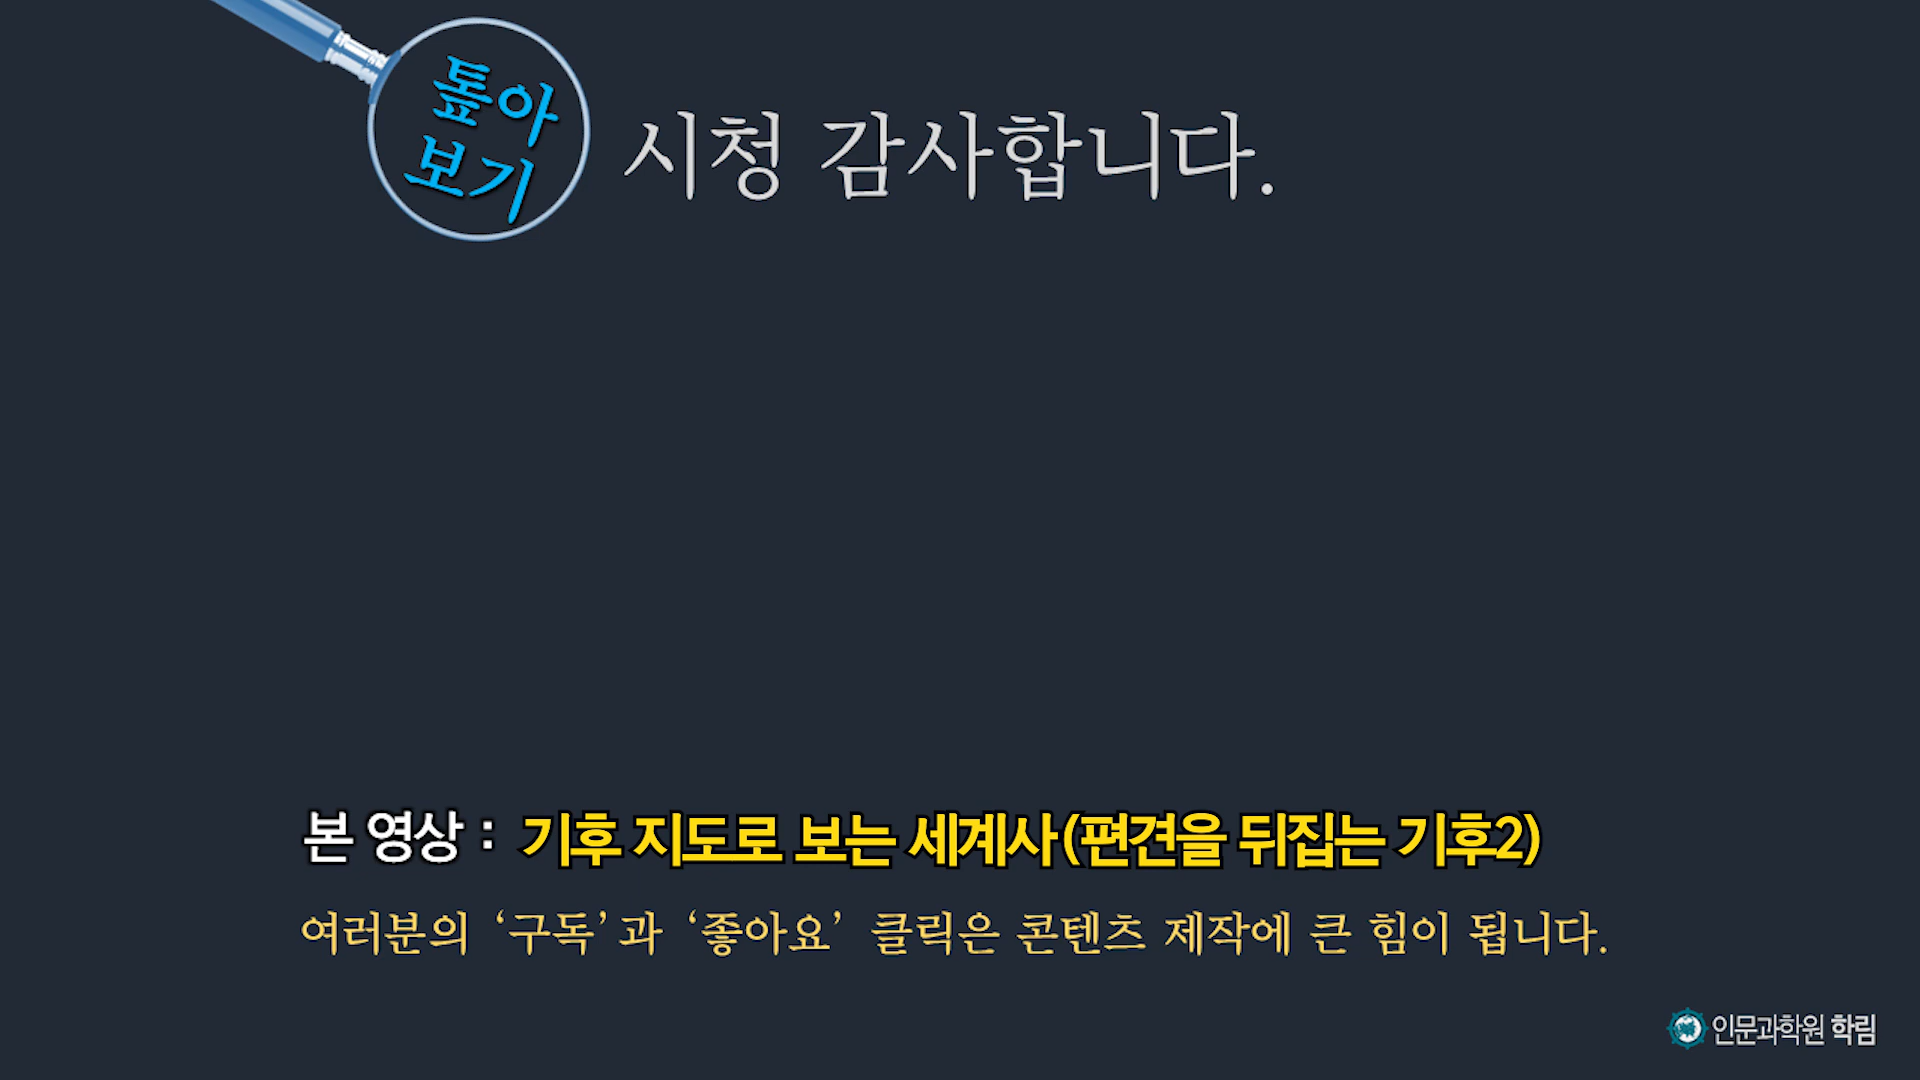 톺아
보기
시청 감사합니다.
본 영상 : 기후 지도로 보는 세계사(편견을 뒤집는 기후2)
여러분의 ‘구독’과 ‘좋아요’ 클릭은 콘텐츠 제작에 큰 힘이 됩니다.
인문과학원 학림